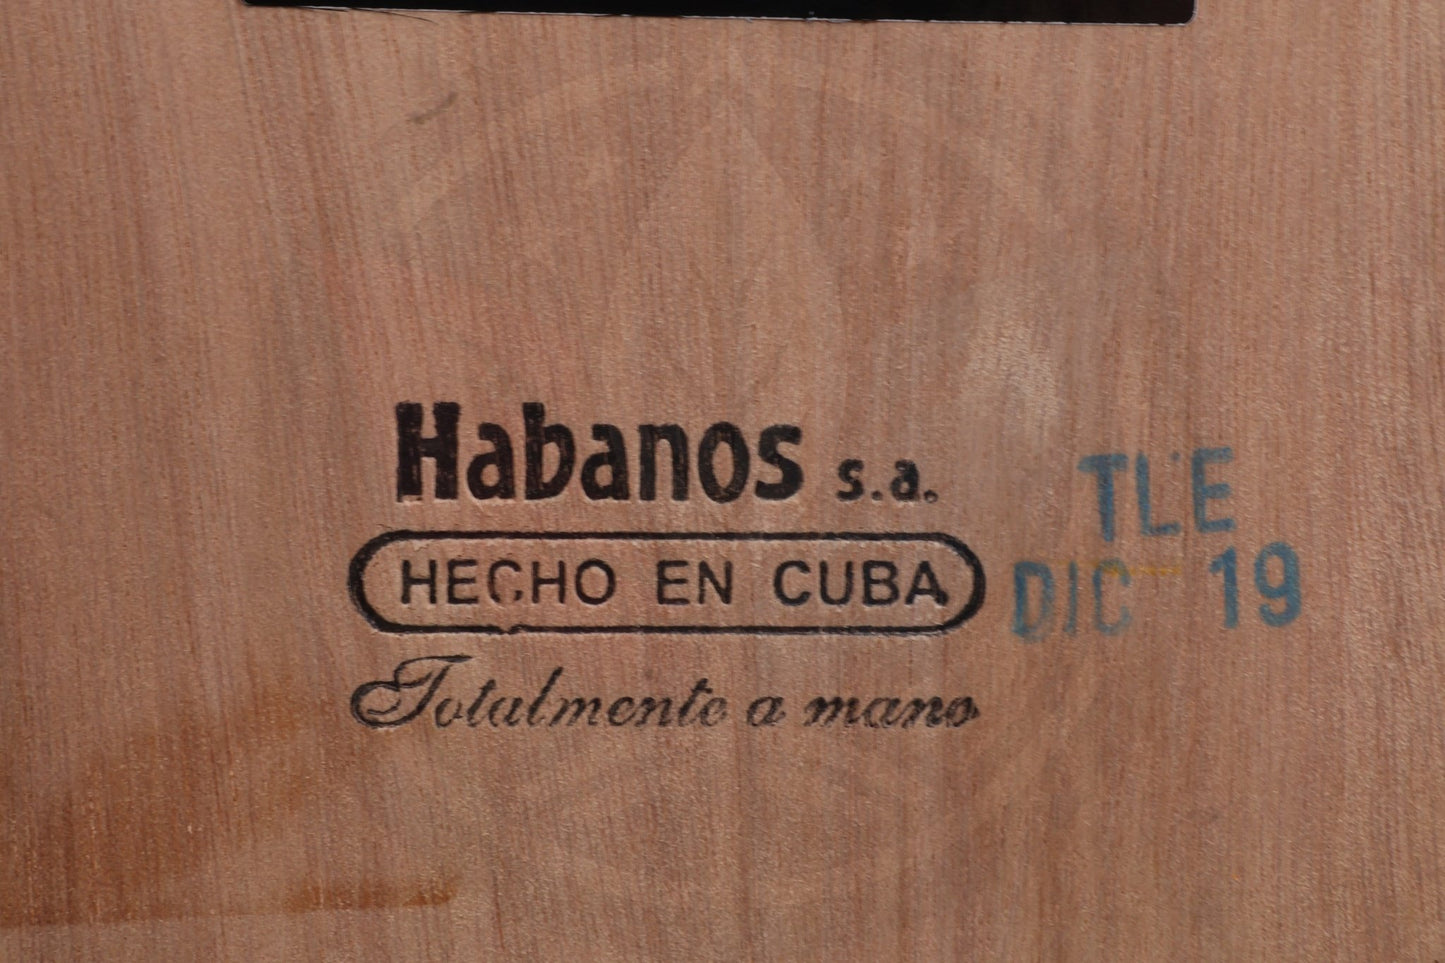 Habanos s.a.
HECHO EN CUBA
Totalmente a mano
TLE
DIC 19